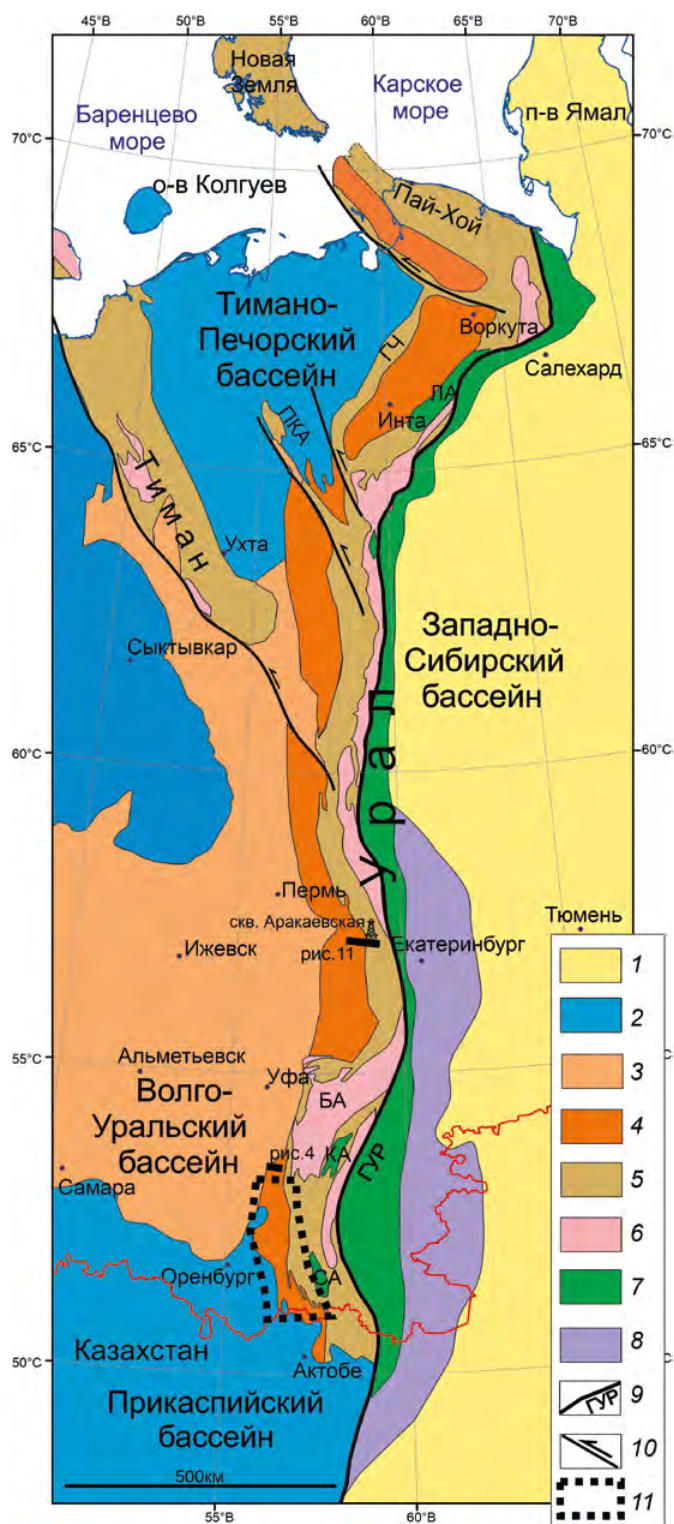 45°В 50°В 55°В 60°В 65°В 70°В
Новая
Земля
Карское
море
Баренцево
море
п-в Ямал
70°С
70°С
о-в Колгуев
Пай-Хой
Тимано-
Печорский
бассейн
Воркута
ГЧ
Салехард
ЛА
Инта
ПКА
65°С
65°С
Тиман
Ухта
Сыктывкар
Западно-
Сибирский
бассейн
Урал
60°С
60°С
Пермь
скв. Аракаевская
Тюмень
Ижевск
рис.11
Екатеринбург
55°С
Альметьевск
Уфа
Волго-
Уральский
бассейн
БА
рис.4
КА
ГУР
Самара
Оренбург
СА
50°С
Казахстан
Актобе
Прикаспийский
бассейн
500км
55°В 60°В
1
2
3
4
5
6
7
8
ГУР 9
10
11